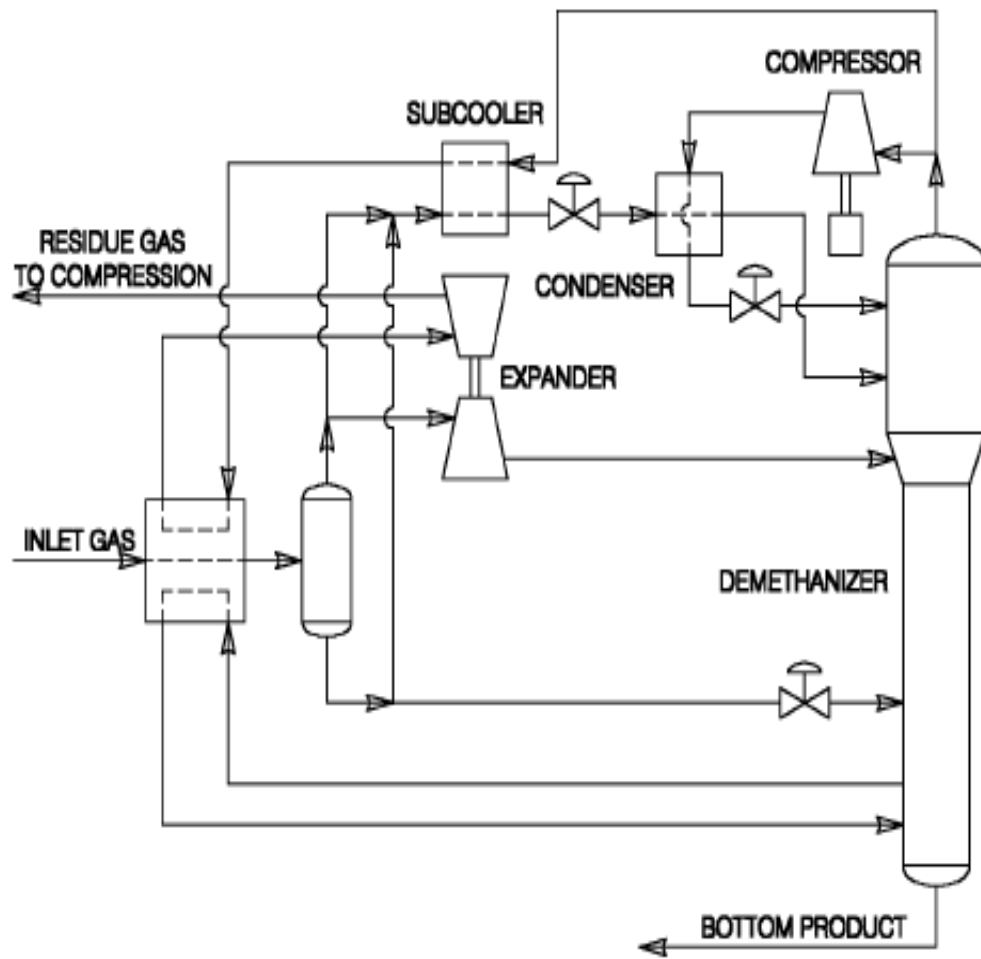 COMPRESSOR
SUBCOOLER
RESIDUE GAS
TO COMPRESSION
CONDENSER
EXPANDER
INLET GAS
DEMETHANIZER
BOTTOM PRODUCT